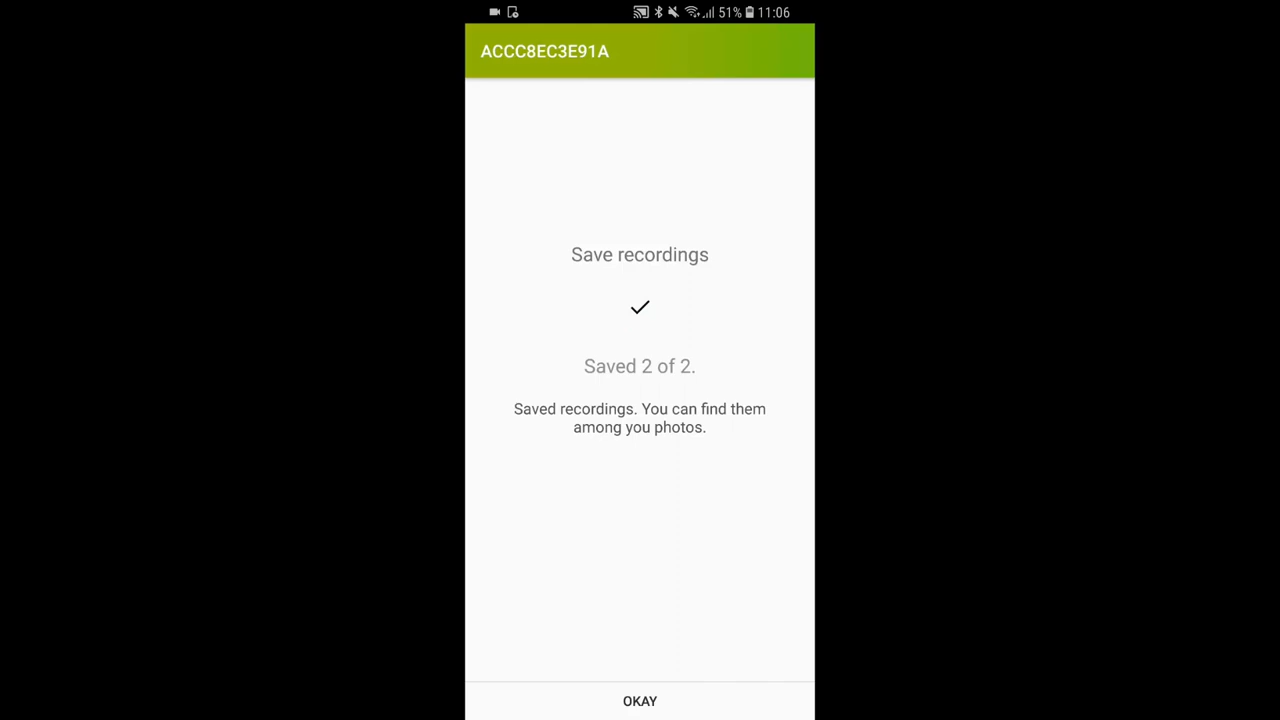 51% 11:06
ACCC8EC3E91A
Save recordings
Saved 2 of 2.
Saved recordings. You can find them
among you photos.
OKAY